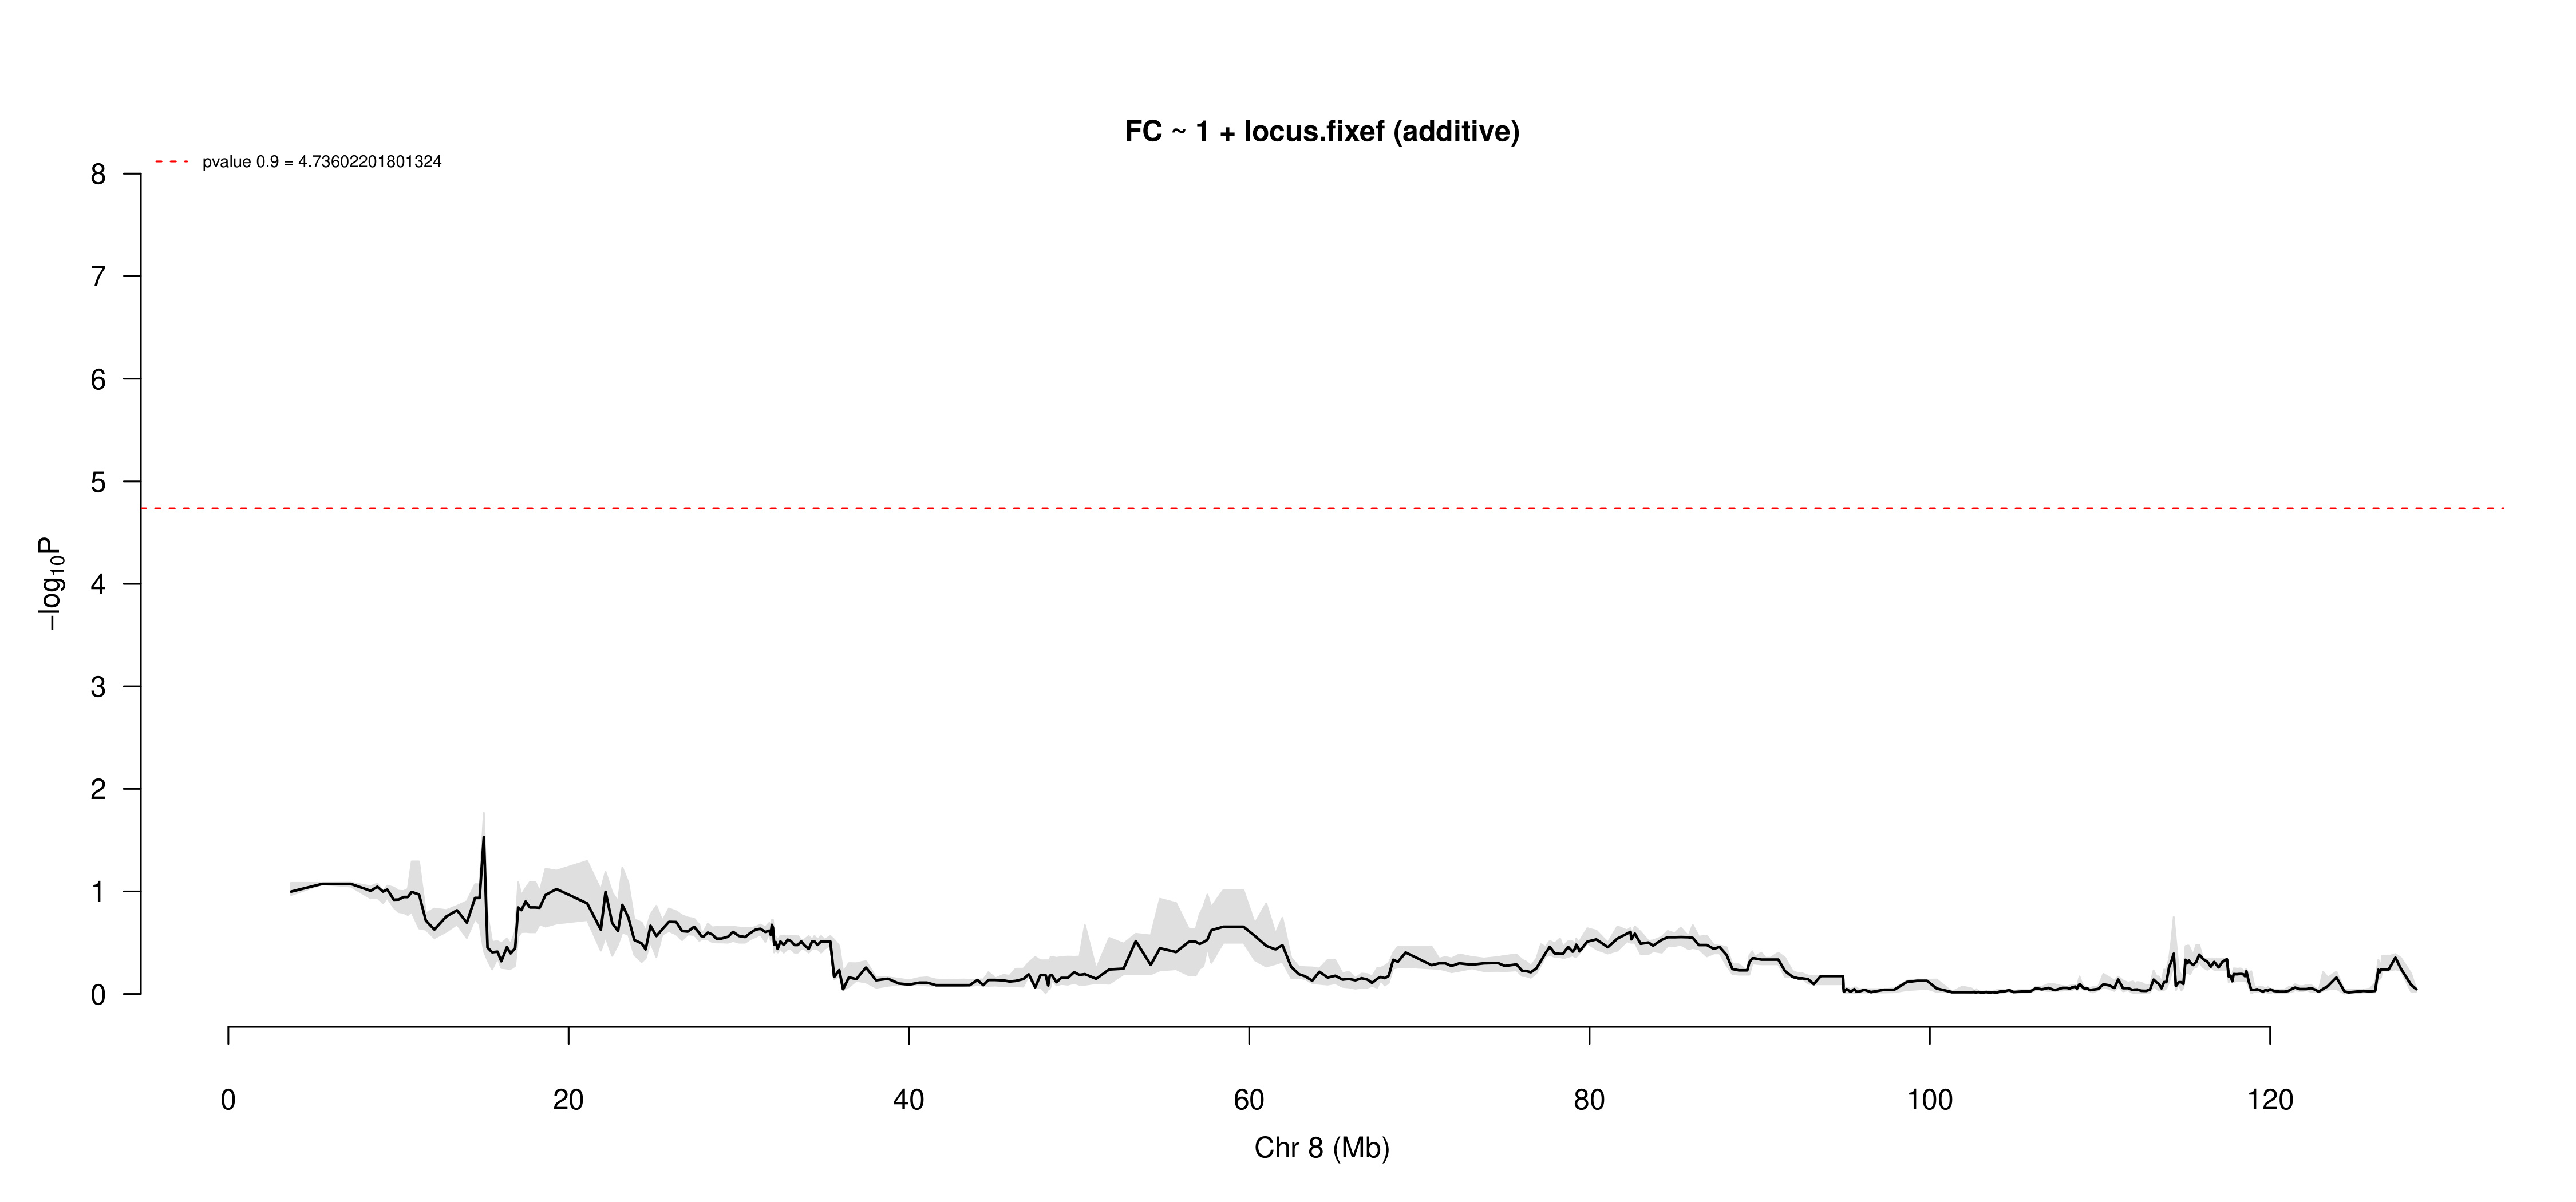 FC ~ 1 + locus.fixef (additive)
pvalue 0.9 = 4.73602201801324
8
7
6
5
4
3
2
1
0
−log10P
0 20 40 60 80 100 120
Chr 8 (Mb)